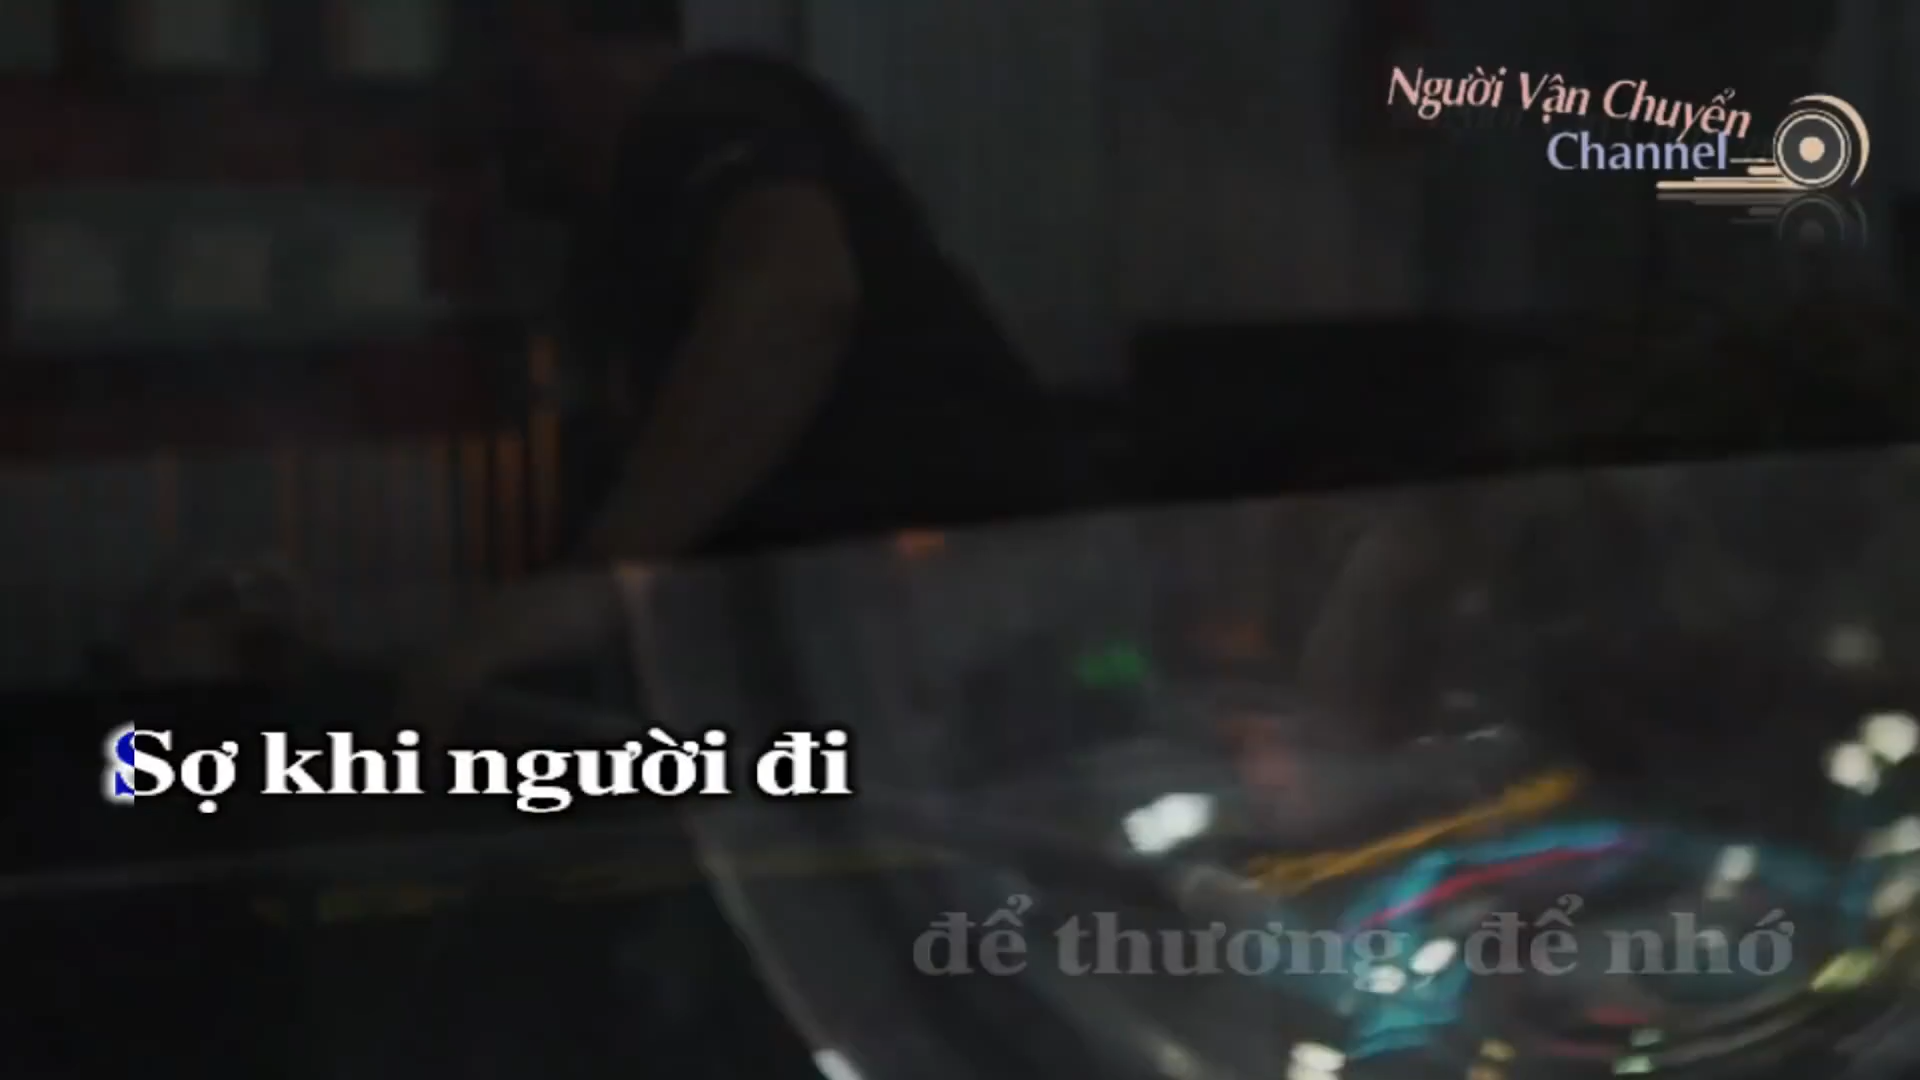 Người Vận Chuyển
Channel
Sợ khi người đi
để thương, để nhớ